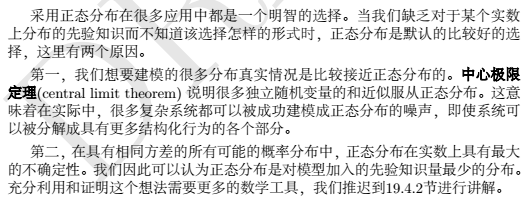 采用正态分布在很多应用中都是一个明智的选择。当我们缺乏对于某个实数
上分布的先验知识而不知道该选择怎样的形式时，正态分布是默认的比较好的选
择，这里有两个原因。
第一，我们想要建模的很多分布真实情况是比较接近正态分布的。中心极限
定理(central limit theorem) 说明很多独立随机变量的和近似服从正态分布。这意
味着在实际中，很多复杂系统都可以被成功建模成正态分布的噪声，即使系统可
以被分解成具有更多结构化行为的各个部分。
第二，在具有相同方差的所有可能的概率分布中，正态分布在实数上具有最大
的不确定性。我们因此可以认为正态分布是对模型加入的先验知识量最少的分布。
充分利用和证明这个想法需要更多的数学工具，我们推迟到19.4.2节进行讲解。